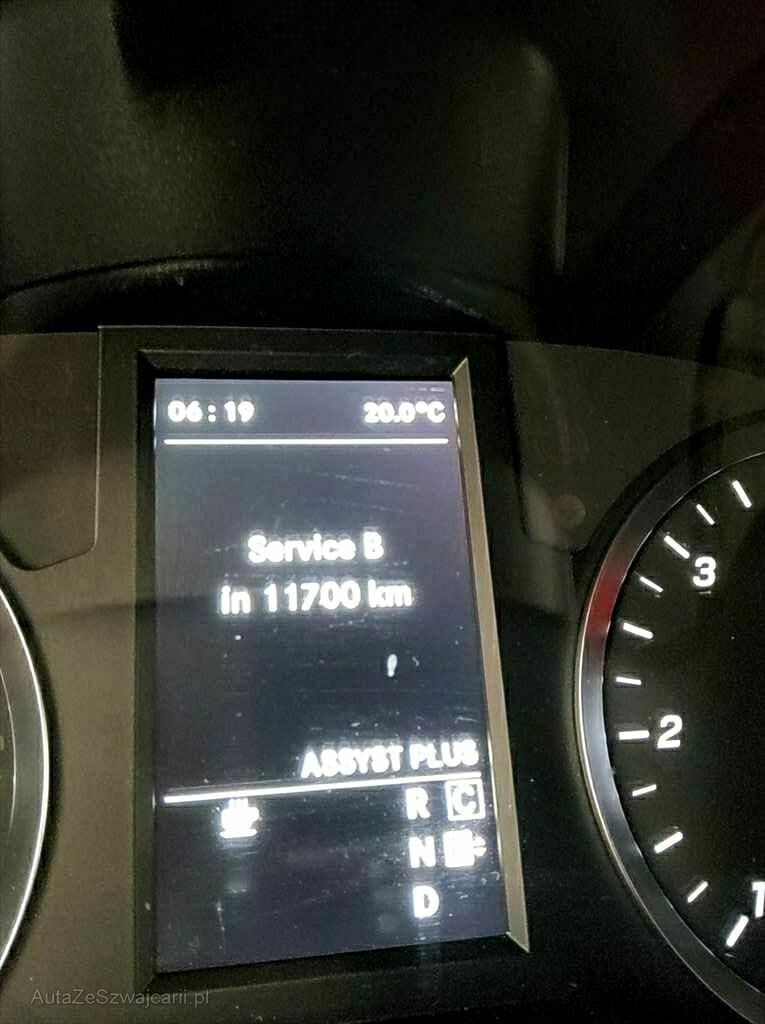 06:19 20.0°C
Service B
in 11700 km
ASSYST PLUS
R C
N
D
3
2
1
AutaZeSzwajcarii.pl